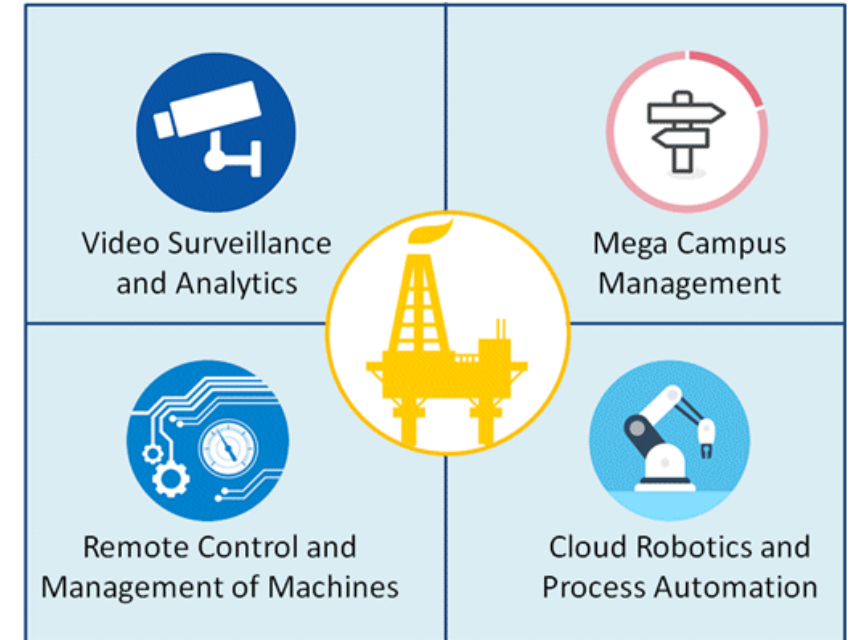 Video Surveillance
and Analytics
Mega Campus
Management
Remote Control and
Management of Machines
Cloud Robotics and
Process Automation